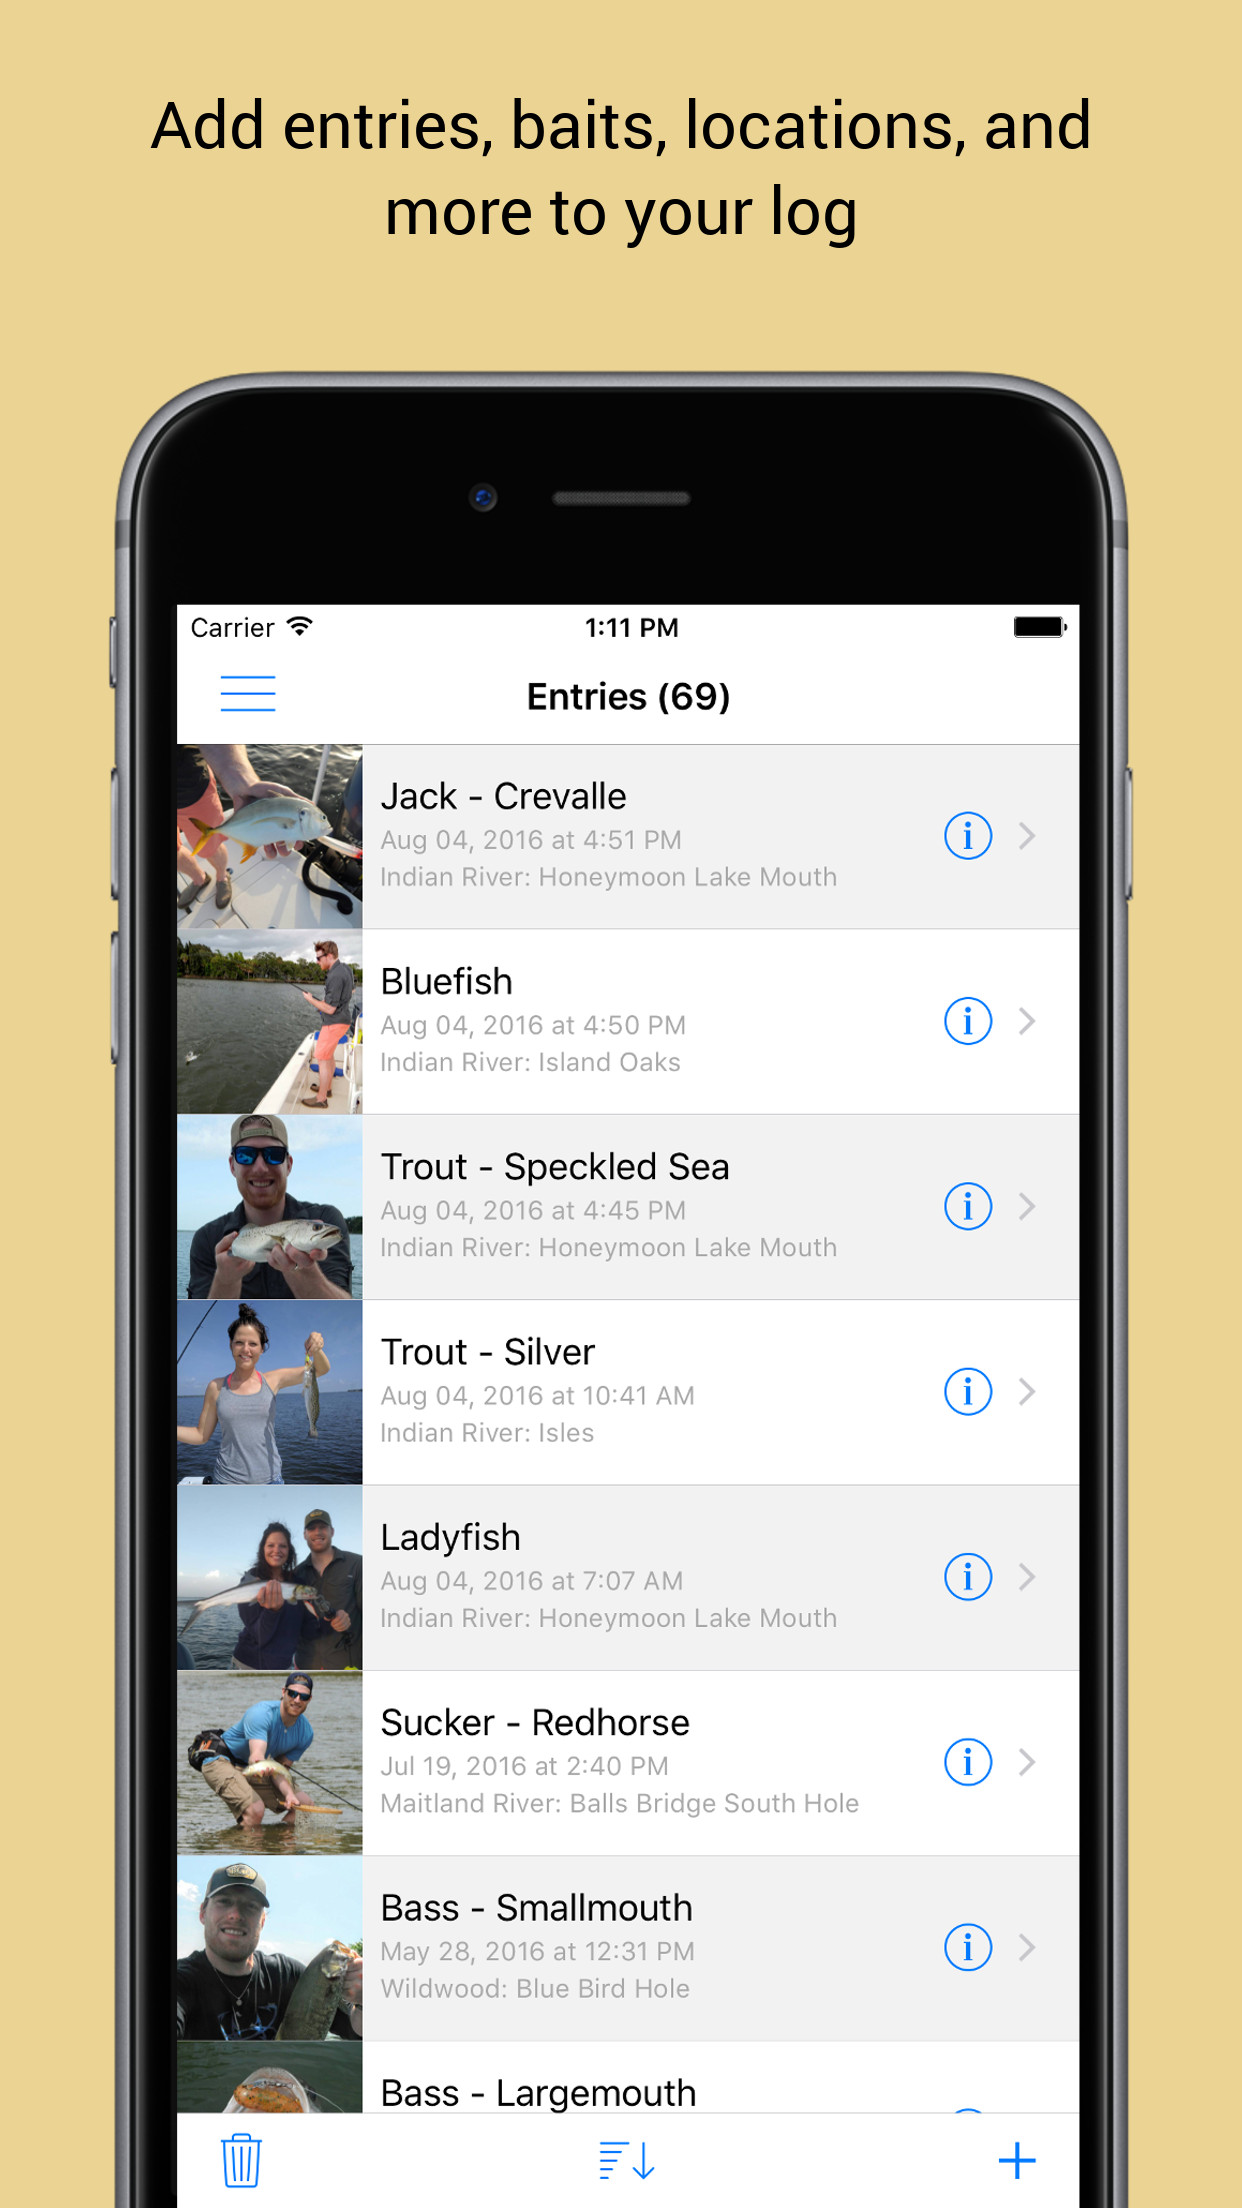 Add entries, baits, locations, and
more to your log
Carrier 1:11 PM
Entries (69)
Jack - Crevalle
Aug 04, 2016 at 4:51 PM
Indian River: Honeymoon Lake Mouth
Bluefish
Aug 04, 2016 at 4:50 PM
Indian River: Island Oaks
Trout - Speckled Sea
Aug 04, 2016 at 4:45 PM
Indian River: Honeymoon Lake Mouth
Trout - Silver
Aug 04, 2016 at 10:41 AM
Indian River: Isles
Ladyfish
Aug 04, 2016 at 7:07 AM
Indian River: Honeymoon Lake Mouth
Sucker - Redhorse
Jul 19, 2016 at 2:40 PM
Maitland River: Balls Bridge South Hole
Bass - Smallmouth
May 28, 2016 at 12:31 PM
Wildwood: Blue Bird Hole
Bass - Largemouth